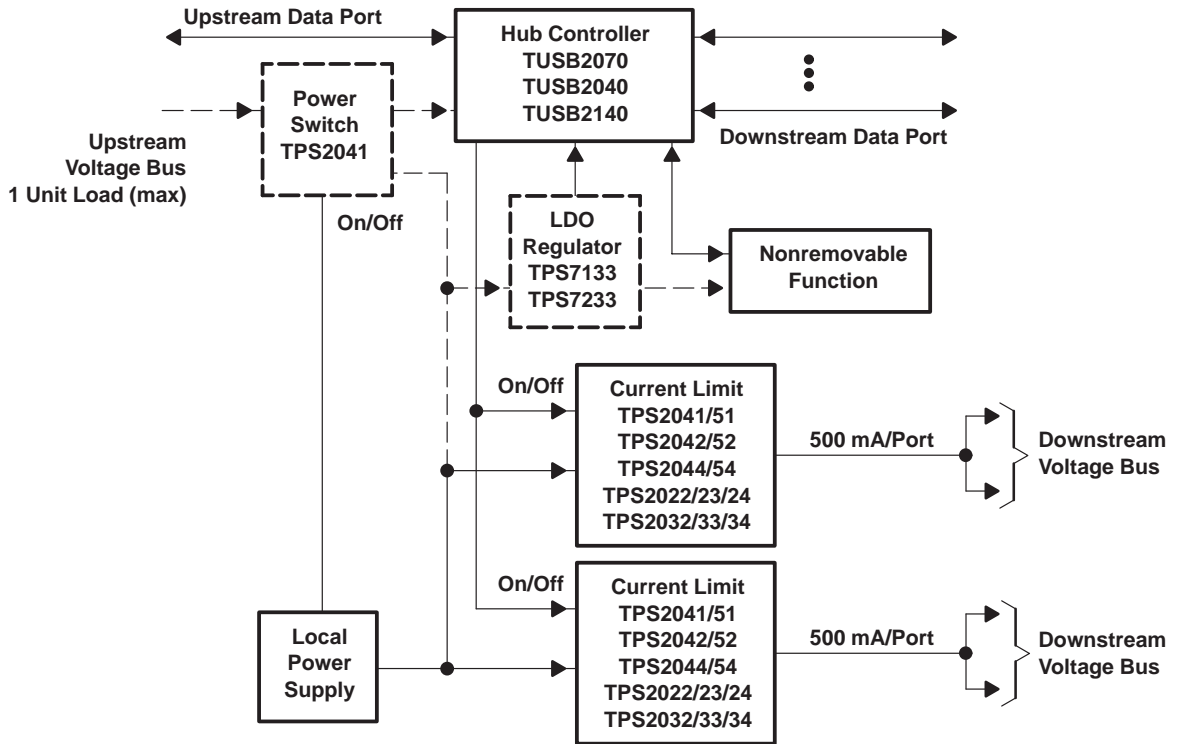 Upstream Data Port
Hub Controller
TUSB2070
TUSB2040
TUSB2140
Power
Switch
TPS2041
Upstream
Voltage Bus
1 Unit Load (max)
On/Off
Downstream Data Port
LDO
Regulator
TPS7133
TPS7233
Nonremovable
Function
On/Off
Current Limit
TPS2041/51
TPS2042/52
TPS2044/54
TPS2022/23/24
TPS2032/33/34
500 mA/Port
Downstream
Voltage Bus
On/Off
Current Limit
TPS2041/51
TPS2042/52
TPS2044/54
TPS2022/23/24
TPS2032/33/34
500 mA/Port
Downstream
Voltage Bus
Local
Power
Supply